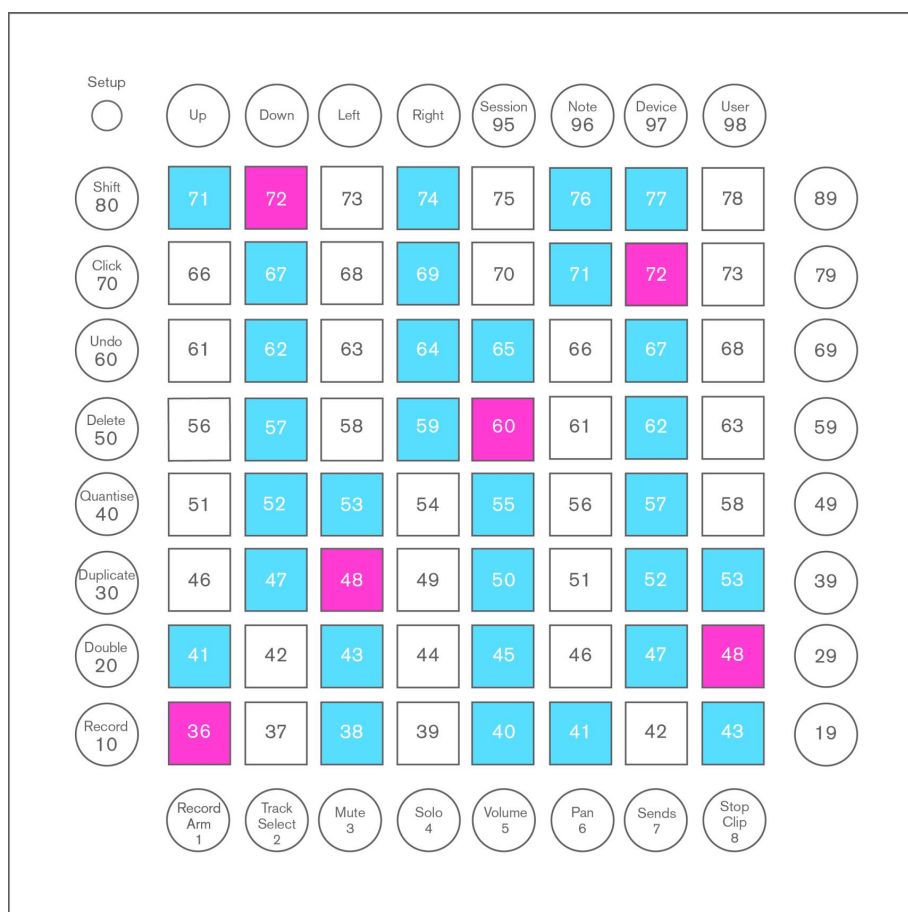 Setup
Up Down Left Right Session 95 Note 96 Device 97 User 98
Shift 80 71 72 73 74 75 76 77 78 89
Click 70 66 67 68 69 70 71 72 73 79
Undo 60 61 62 63 64 65 66 67 68 69
Delete 50 56 57 58 59 60 61 62 63 59
Quantise 40 51 52 53 54 55 56 57 58 49
Duplicate 30 46 47 48 49 50 51 52 53 39
Double 20 41 42 43 44 45 46 47 48 29
Record 10 36 37 38 39 40 41 42 43 19
Record Arm 1 Track Select 2 Mute 3 Solo 4 Volume 5 Pan 6 Sends 7 Stop Clip 8